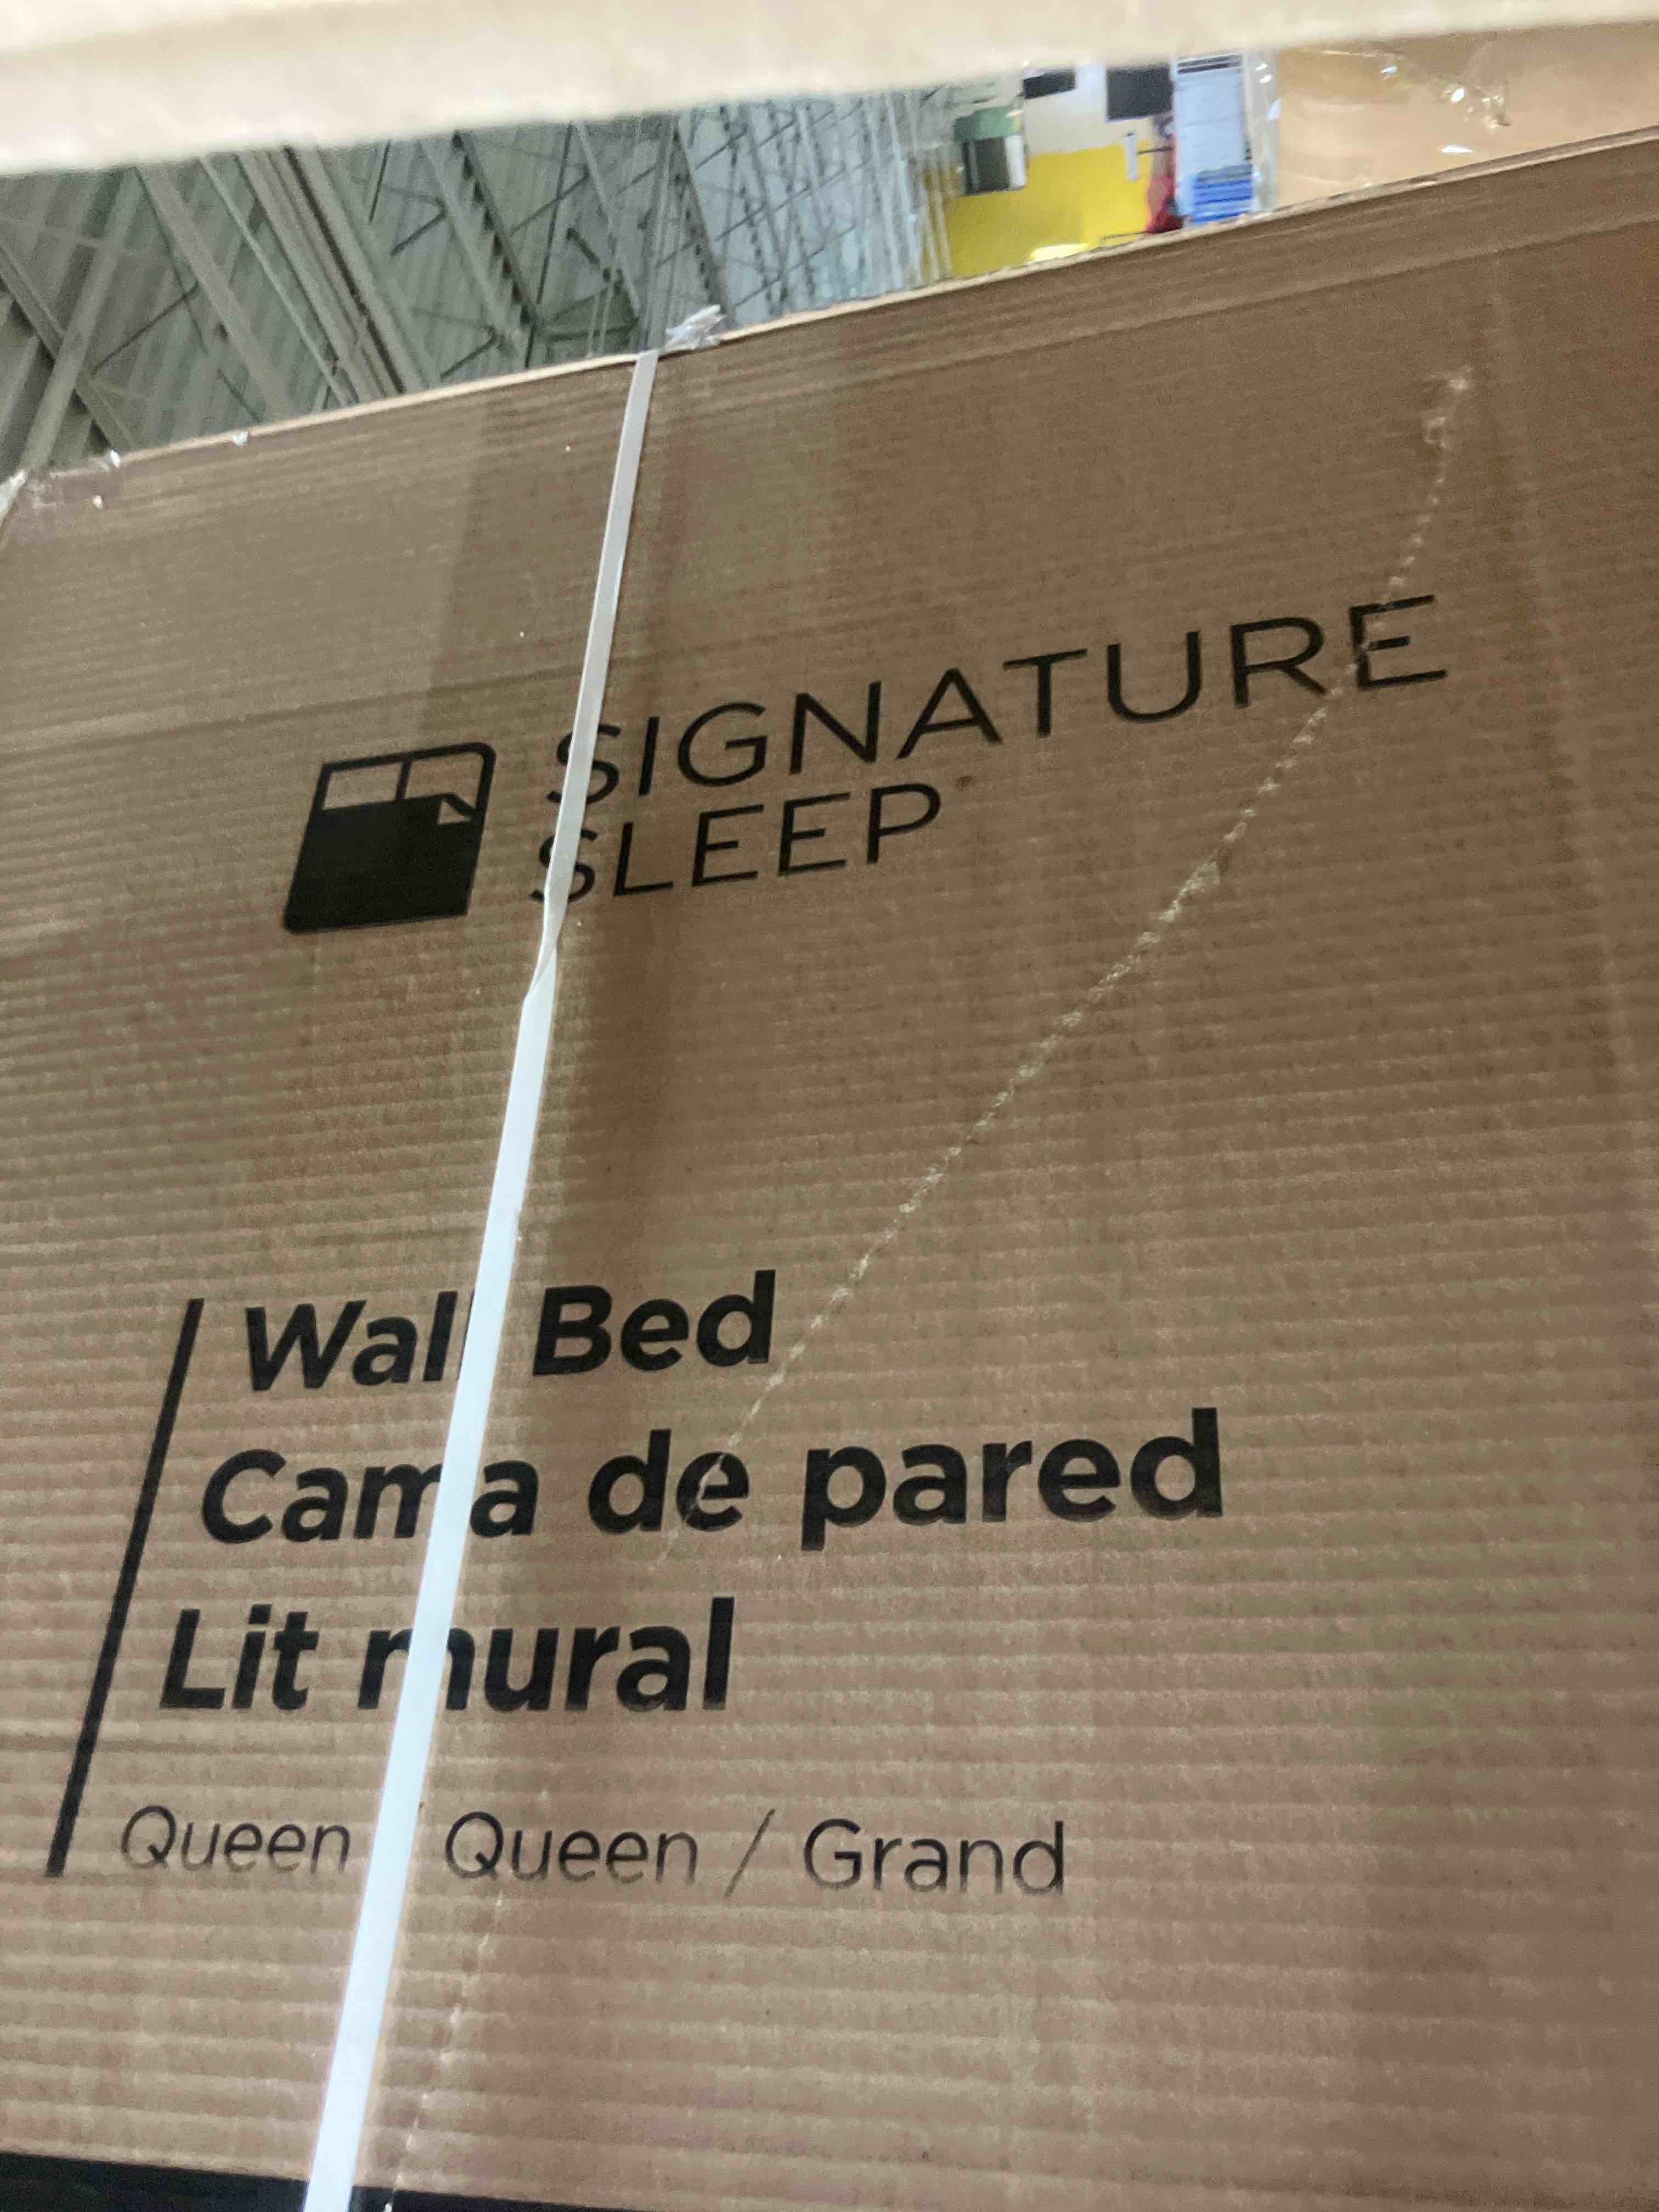 SIGNATURE
SLEEP®
Wall Bed
Cama de pared
Lit mural
Queen / Queen / Grand